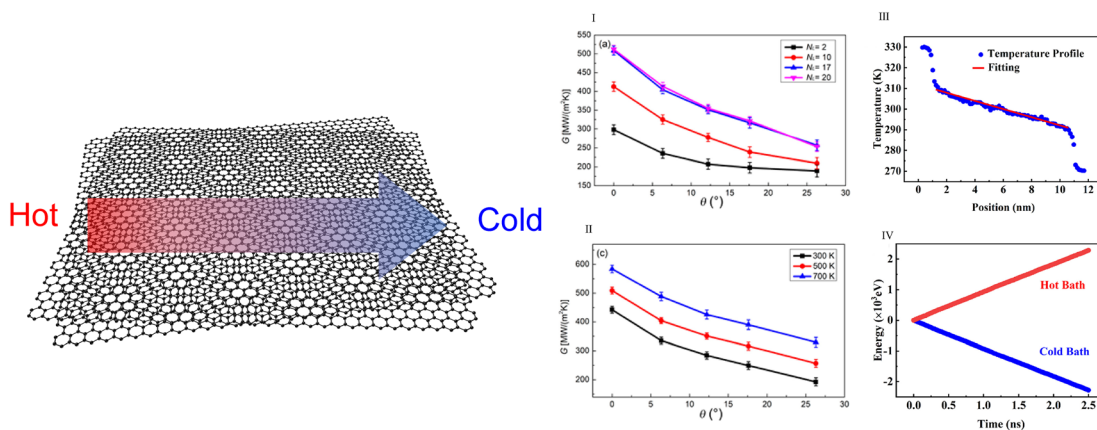 Hot
Cold
I
(a)
N_L= 2
N_L= 10
N_L= 17
N_L= 20
G [MW/(m²K)]
550
500
450
400
350
300
250
200
150
0 5 10 15 20 25 30
θ (°)
II
(c)
300 K
500 K
700 K
G [MW/(m²K)]
600
500
400
300
200
0 5 10 15 20 25 30
θ (°)
III
Temperature Profile
Fitting
Temperature (K)
330
320
310
300
290
280
270
0 2 4 6 8 10 12
Position (nm)
IV
Hot Bath
Cold Bath
Energy (×10³eV)
2
1
0
-1
-2
0.0 0.5 1.0 1.5 2.0 2.5
Time (ns)